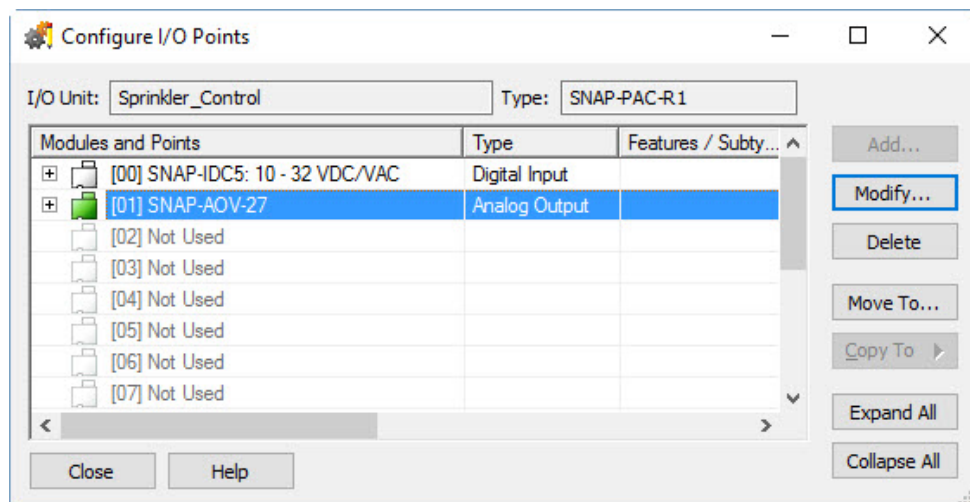 Configure I/O Points
I/O Unit: Sprinkler_Control Type: SNAP-PAC-R1
Modules and Points Type Features / Subty...
[00] SNAP-IDC5: 10 - 32 VDC/VAC Digital Input
[01] SNAP-AOV-27 Analog Output
[02] Not Used
[03] Not Used
[04] Not Used
[05] Not Used
[06] Not Used
[07] Not Used
Add...
Modify...
Delete
Move To...
Copy To
Expand All
Collapse All
Close Help